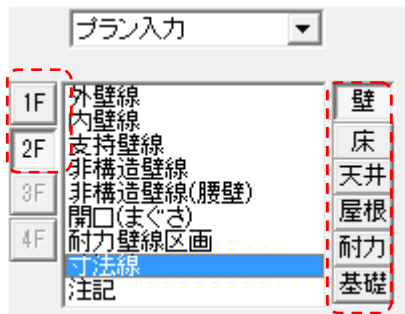 プラン入力
1F
2F
3F
4F
外壁線
内壁線
支持壁線
非構造壁線
非構造壁線(腰壁)
開口(まぐさ)
耐力壁線区画
寸法線
注記
壁
床
天井
屋根
耐力
基礎